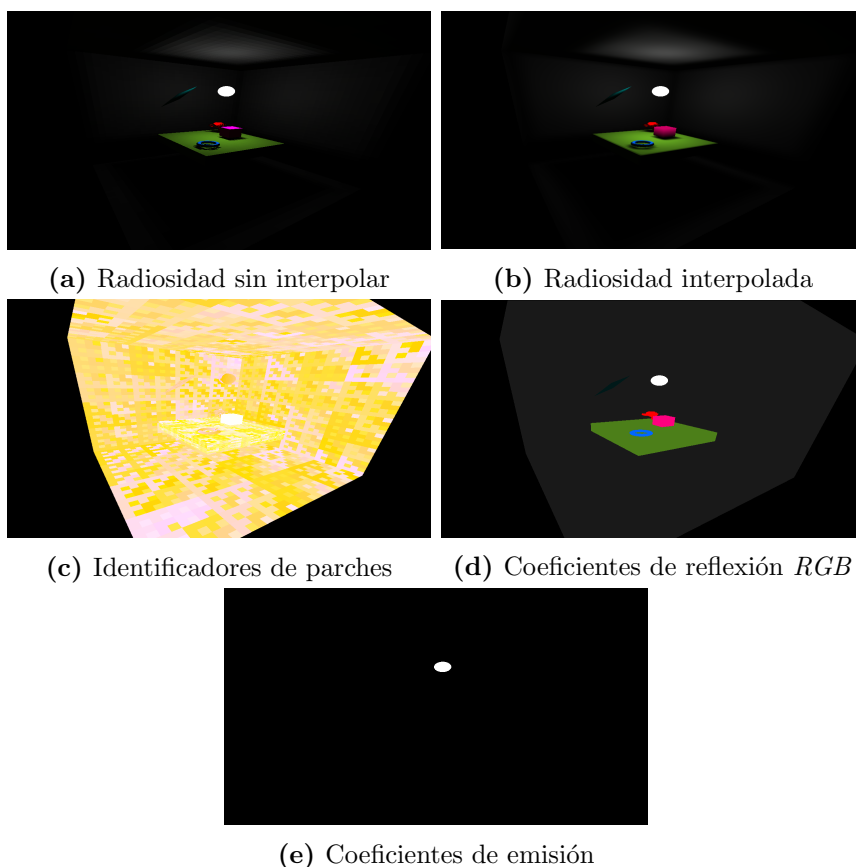 (a) Radiosidad sin interpolar
(b) Radiosidad interpolada
(c) Identificadores de parches
(d) Coeficientes de reflexión RGB
(e) Coeficientes de emisión